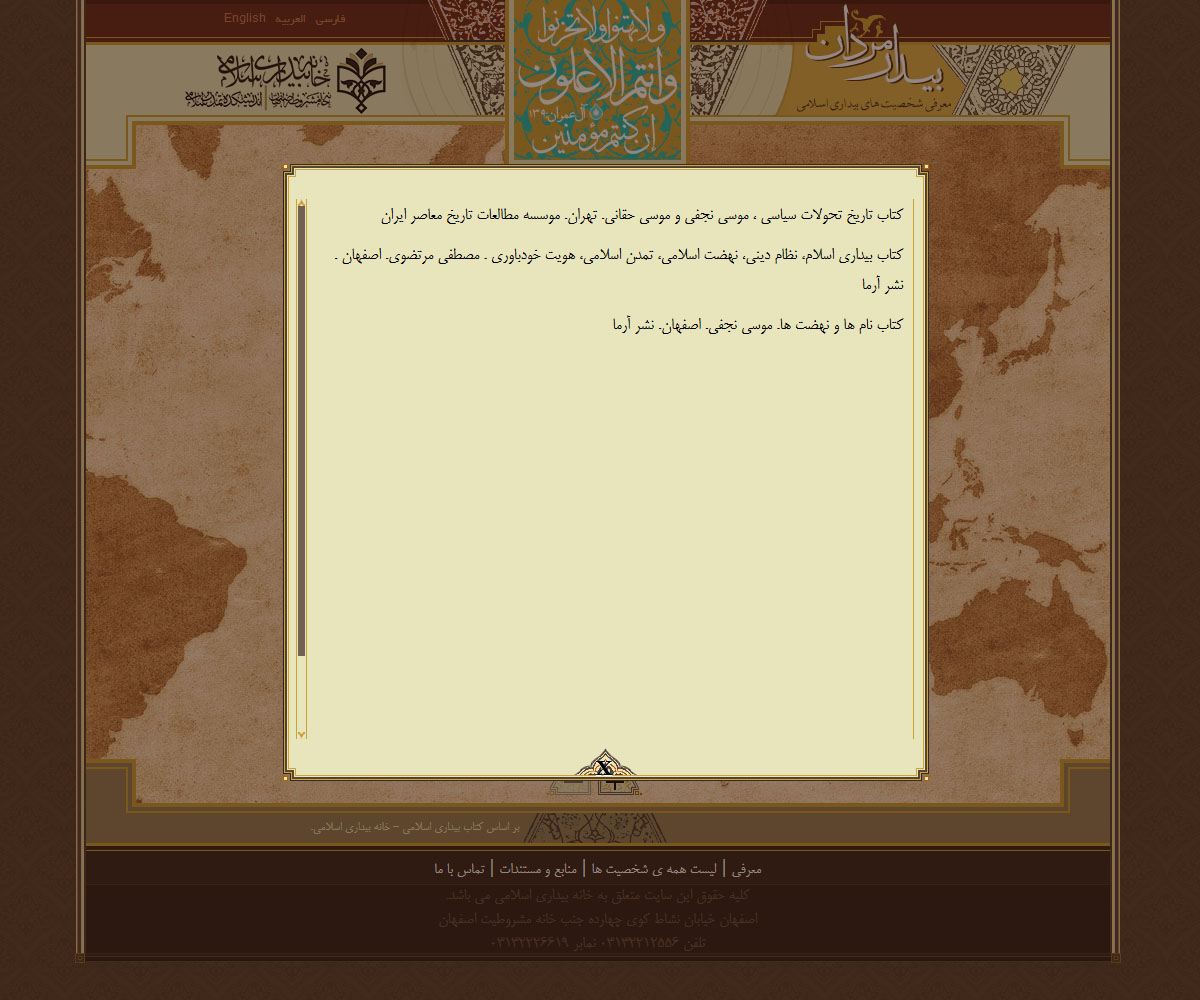 فارسی العربیه English
ولا تهنوا ولا تحزنوا
وانتم الاعلون
آل عمران ۱۳۹
إن كنتم مؤمنين
بیدارمردان
معرفی شخصیت های بیداری اسلامی
خانه بیداری اسلامی
کتاب تاریخ تحولات سیاسی ، موسی نجفی و موسی حقانی. تهران. موسسه مطالعات تاریخ معاصر ایران
کتاب بیداری اسلام، نظام دینی، نهضت اسلامی، تمدن اسلامی، هویت خودباوری . مصطفی مرتضوی. اصفهان .
نشر آرما
کتاب نام ها و نهضت ها. موسی نجفی. اصفهان. نشر آرما
X
بر اساس کتاب بیداری اسلامی – خانه بیداری اسلامی.
معرفی | لیست همه ی شخصیت ها | منابع و مستندات | تماس با ما
کلیه حقوق این سایت متعلق به خانه بیداری اسلامی می باشد.
اصفهان خیابان نشاط کوی چهارده جنب خانه مشروطیت اصفهان
تلفن ۰۳۱۳۲۲۱۲۵۵۶ نمابر ۰۳۱۳۲۲۲۶۶۱۹